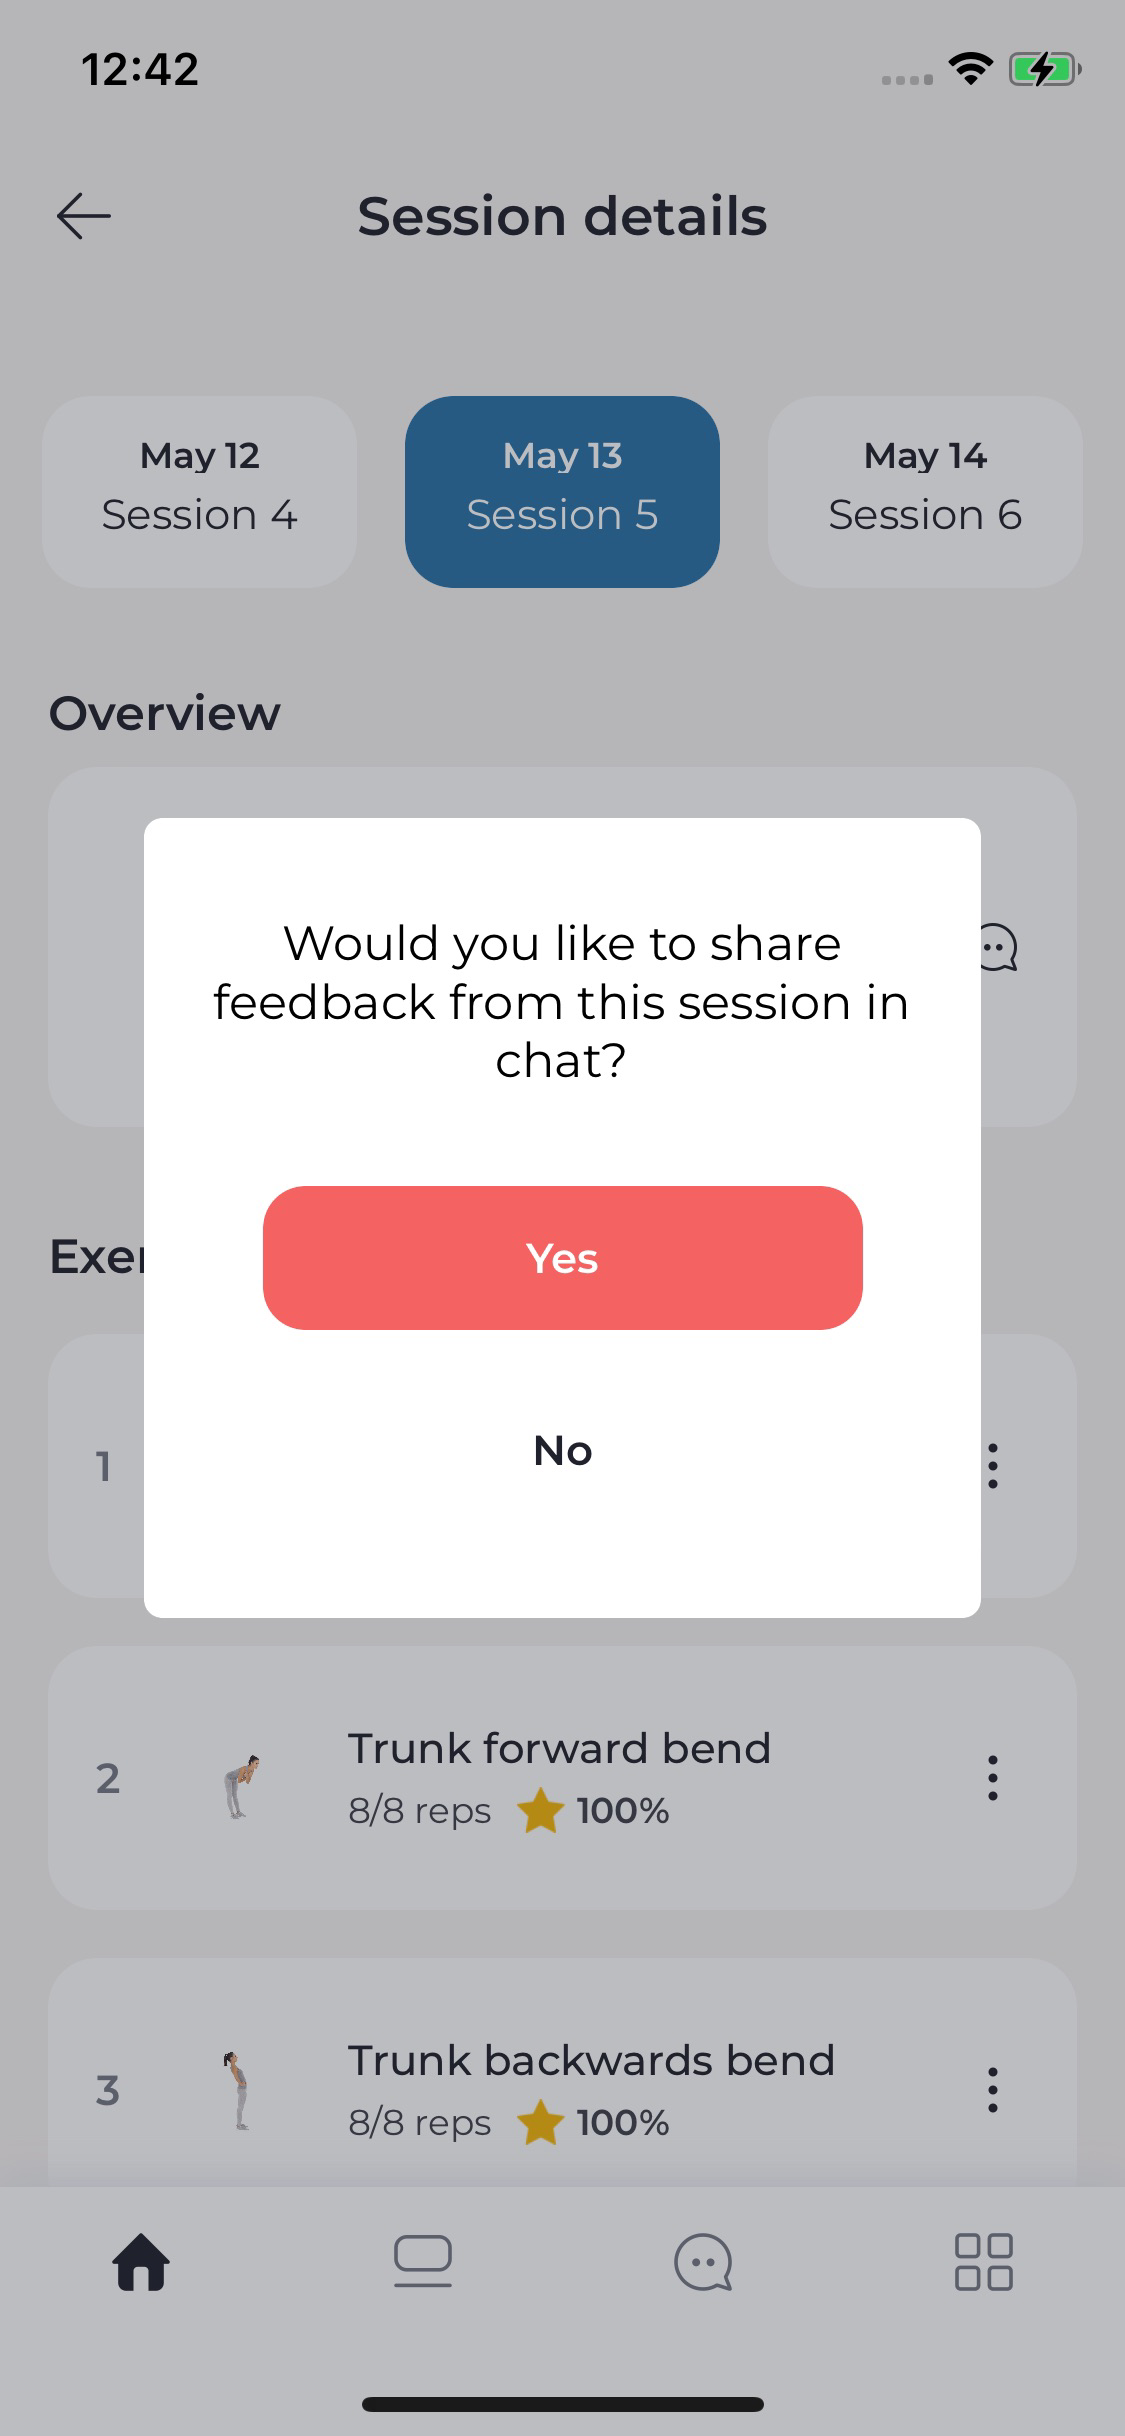 12:42
Session details
May 12
Session 4
May 13
Session 5
May 14
Session 6
Overview
Would you like to share
feedback from this session in
chat?
Yes
No
1
2
Trunk forward bend
8/8 reps 100%
3
Trunk backwards bend
8/8 reps 100%